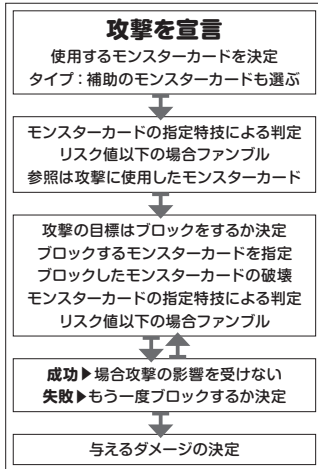 攻撃を宣言
使用するモンスターカードを決定
タイプ：補助のモンスターカードも選ぶ
モンスターカードの指定特技による判定
リスク値以下の場合ファンブル
参照は攻撃に使用したモンスターカード
攻撃の目標はブロックをするか決定
ブロックするモンスターカードを指定
ブロックしたモンスターカードの破壊
モンスターカードの指定特技による判定
リスク値以下の場合ファンブル
成功▶場合攻撃の影響を受けない
失敗▶もう一度ブロックするか決定
与えるダメージの決定